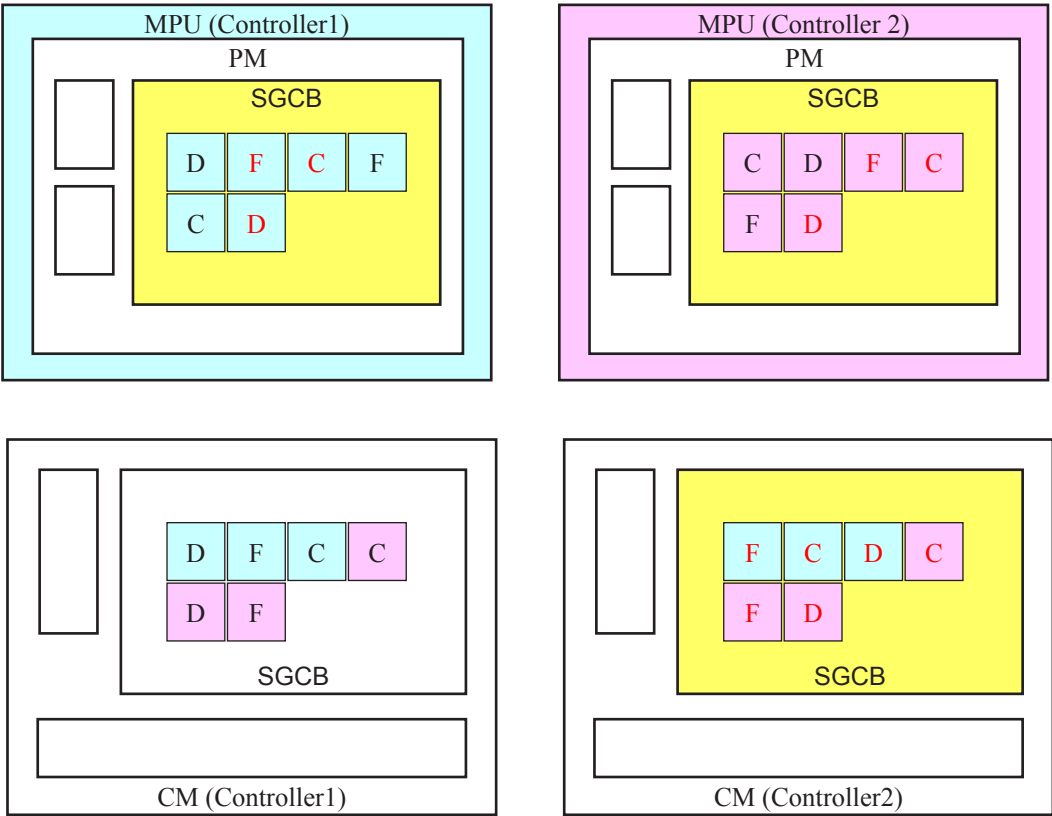 MPU (Controller1)
PM
SGCB
D F C F
C D
MPU (Controller 2)
PM
SGCB
C D F C
F D
D F C C
D F
SGCB
CM (Controller1)
F C D C
F D
SGCB
CM (Controller2)